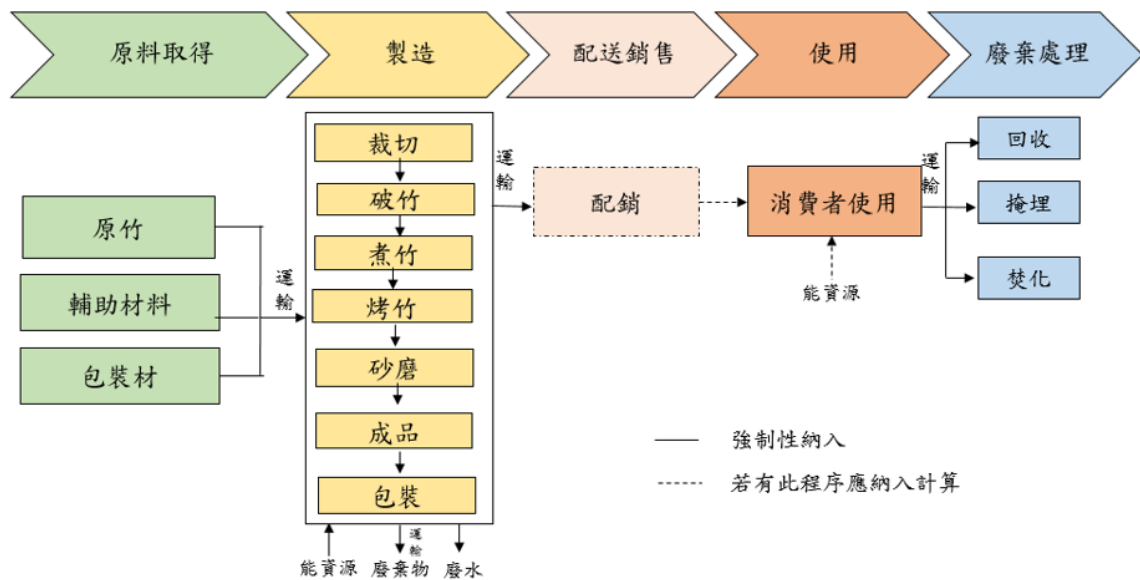 原料取得
製造
配送銷售
使用
廢棄處理
原竹
輔助材料
包裝材
運輸
裁切
破竹
煮竹
烤竹
砂磨
成品
包裝
能資源
運輸
廢棄物
廢水
運輸
配銷
消費者使用
能資源
運輸
回收
掩埋
焚化
強制性納入
若有此程序應納入計算